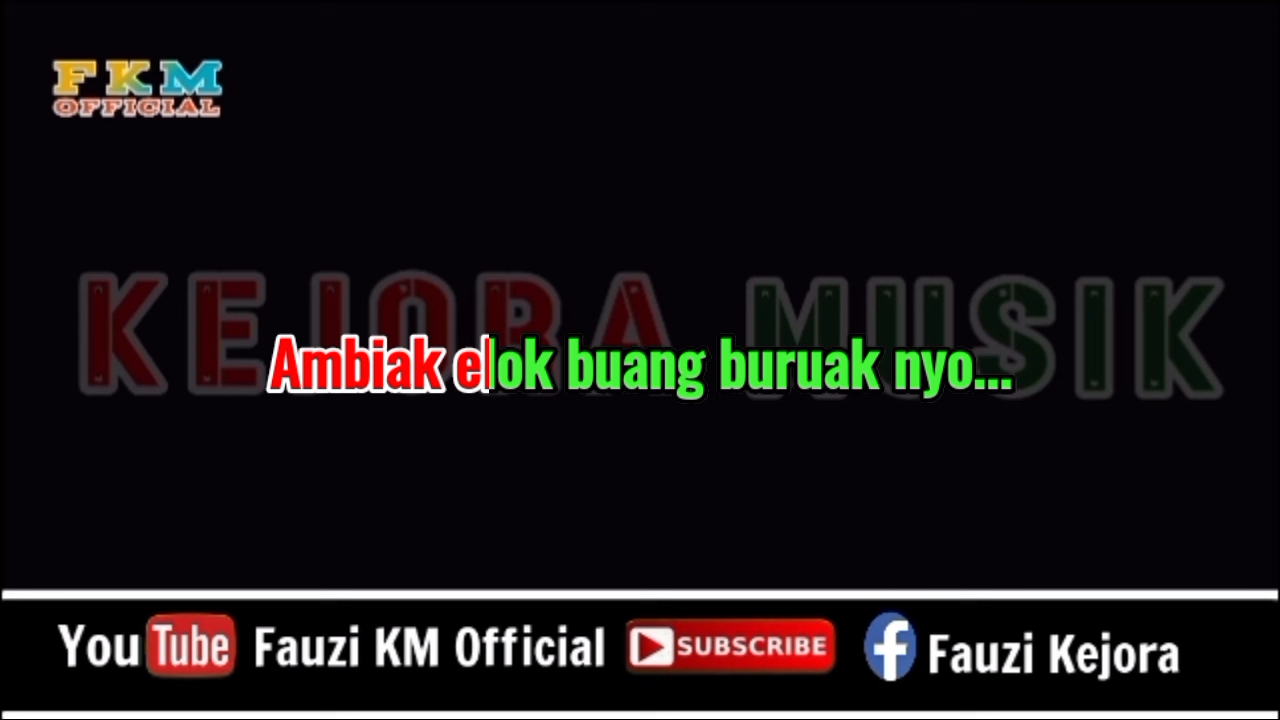 FKM
OFFICIAL
KEJORA MUSIK
Ambiak elok buang buruak nyo...
YouTube Fauzi KM Official SUBSCRIBE f Fauzi Kejora